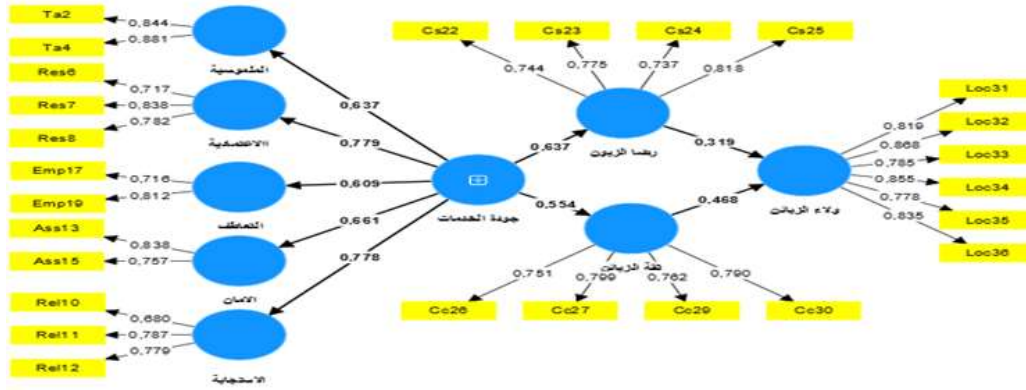 Ta2
0,844
Ta4
0,881
الملموسية
Res6
0,717
Res7
0,838
Res8
0,782
الاعتمادية
Emp17
0,716
Emp19
0,812
التعاطف
Ass13
0,838
Ass15
0,757
الامان
Rel10
0,680
Rel11
0,787
Rel12
0,779
الاستجابة
0,637
0,779
0,609
0,661
0,778
جودة الخدمات
0,637
0,554
Cs22
Cs23
Cs24
Cs25
0,744
0,775
0,737
0,818
رضا الزبون
0,319
0,468
ثقة الزبائن
0,751
0,799
0,762
0,790
Cc26
Cc27
Cc29
Cc30
ولاء الزبائن
Loc31
0,819
Loc32
0,868
Loc33
0,785
Loc34
0,855
Loc35
0,778
Loc36
0,835